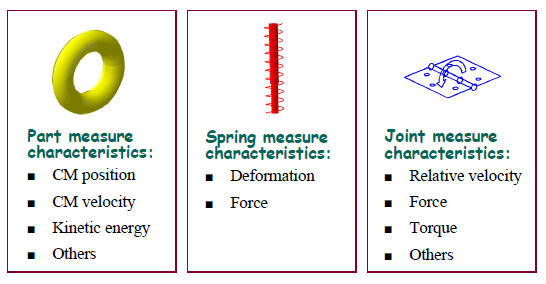 Part measure
characteristics:
■ CM position
■ CM velocity
■ Kinetic energy
■ Others
Spring measure
characteristics:
■ Deformation
■ Force
Joint measure
characteristics:
■ Relative velocity
■ Force
■ Torque
■ Others